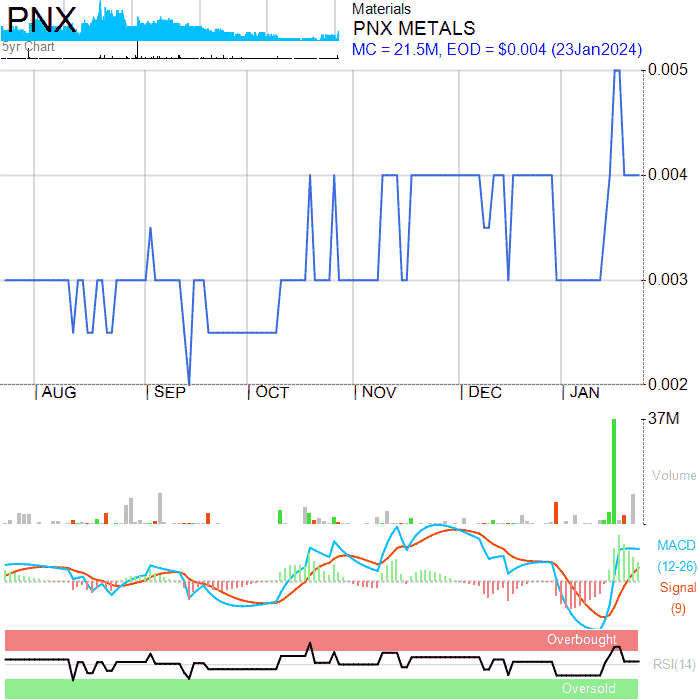 PNX
5yr Chart
Materials
PNX METALS
MC = 21.5M, EOD = $0.004 (23Jan2024)
0.005
0.004
0.003
0.002
AUG SEP OCT NOV DEC JAN
37M
Volume
MACD
(12-26)
Signal
(9)
Overbought
RSI(14)
Oversold